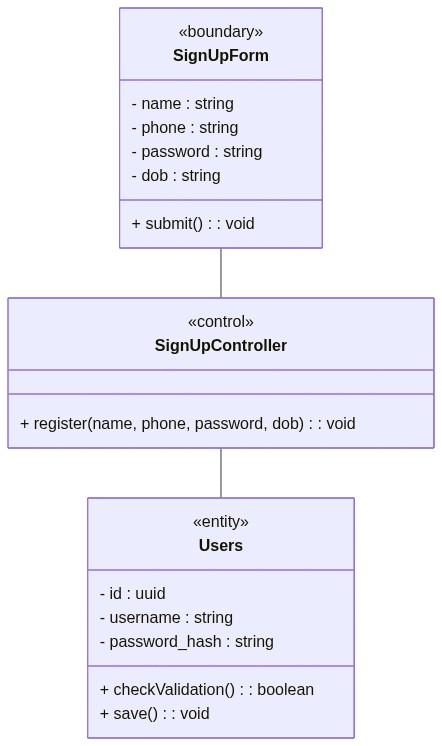 «boundary»
SignUpForm
- name : string
- phone : string
- password : string
- dob : string
+ submit() : : void
«control»
SignUpController
+ register(name, phone, password, dob) : : void
«entity»
Users
- id : uuid
- username : string
- password_hash : string
+ checkValidation() : : boolean
+ save() : : void